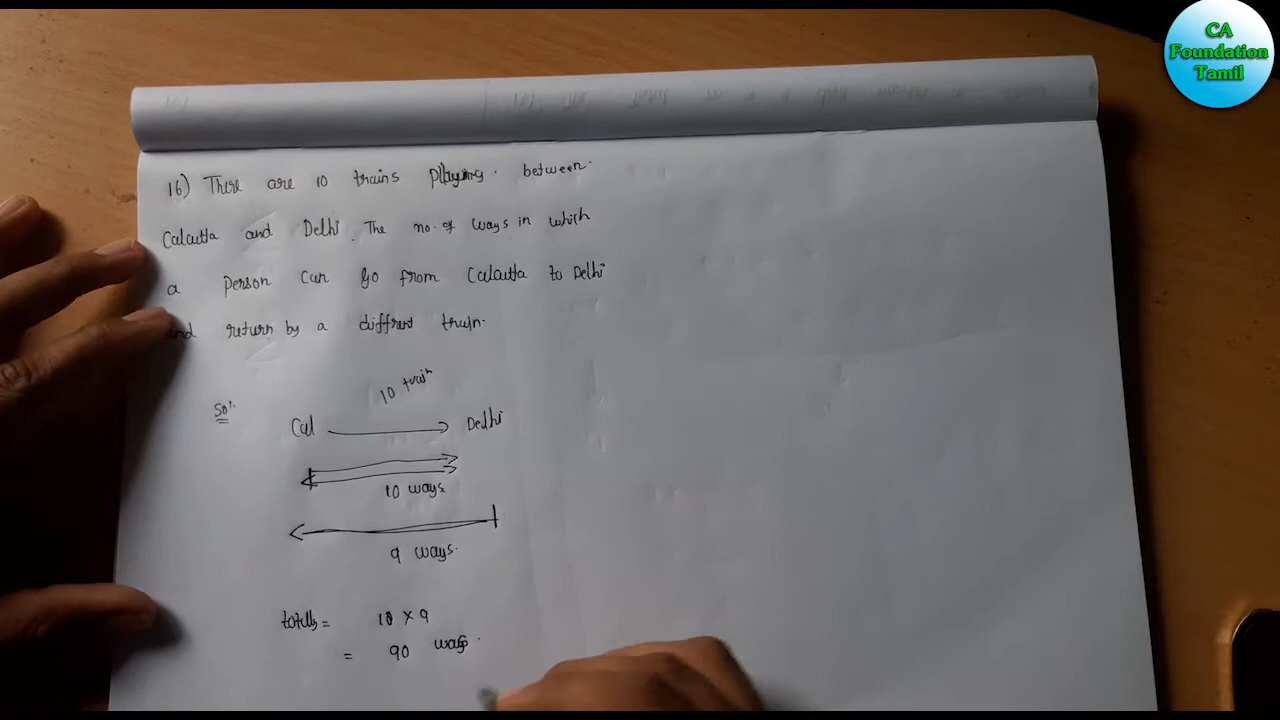 CA
Foundation
Tamil
16) There are 10 trains playing between
Calcutta and Delhi. The no. of ways in which
a person can go from Calcutta to Delhi
and return by a diffrent train.
Sol:
10 train
Cal Delhi
10 ways
9 ways.
totally = 10 x 9
= 90 ways.